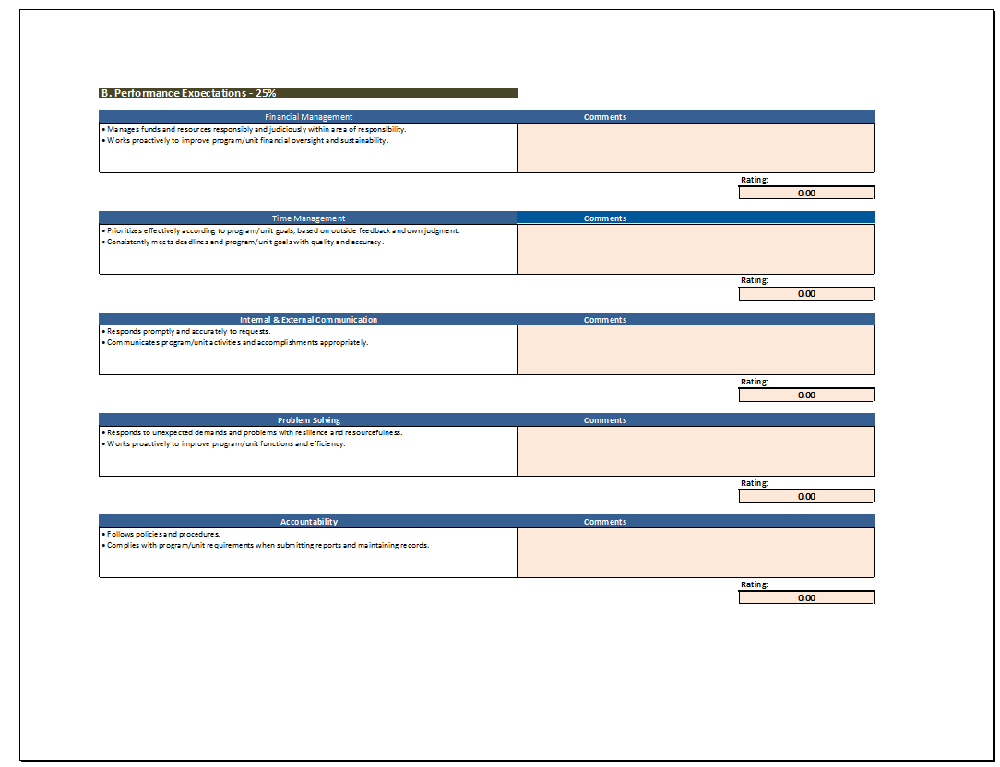 B. Performance Expectations - 25%
Financial Management Comments
• Manages funds and resources responsibly and judiciously within area of responsibility.
• Works proactively to improve program/unit financial oversight and sustainability.
Rating:
0.00
Time Management Comments
• Prioritizes effectively according to program/unit goals, based on outside feedback and own judgment.
• Consistently meets deadlines and program/unit goals with quality and accuracy.
Rating:
0.00
Internal & External Communication Comments
• Responds promptly and accurately to requests.
• Communicates program/unit activities and accomplishments appropriately.
Rating:
0.00
Problem Solving Comments
• Responds to unexpected demands and problems with resilience and resourcefulness.
• Works proactively to improve program/unit functions and efficiency.
Rating:
0.00
Accountability Comments
• Follows policies and procedures.
• Complies with program/unit requirements when submitting reports and maintaining records.
Rating:
0.00